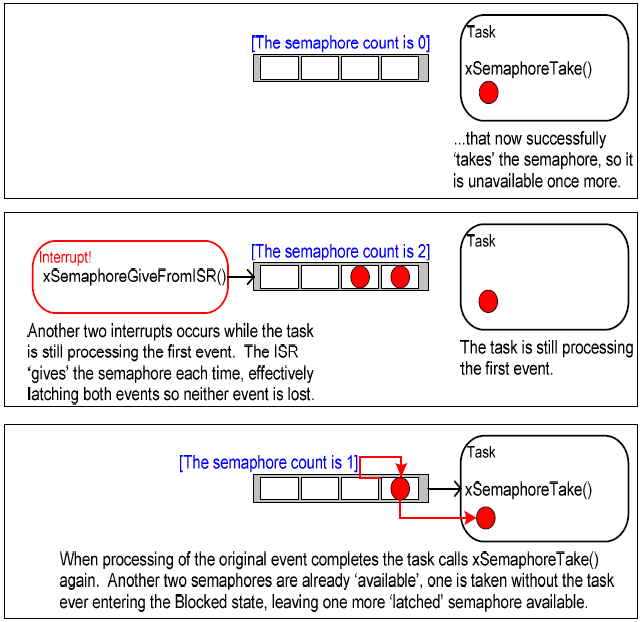 [The semaphore count is 0]
Task
xSemaphoreTake()
...that now successfully
'takes' the semaphore, so it
is unavailable once more.
Interrupt!
xSemaphoreGiveFromISR()
[The semaphore count is 2]
Task
Another two interrupts occurs while the task
is still processing the first event.  The ISR
'gives' the semaphore each time, effectively
latching both events so neither event is lost.
The task is still processing
the first event.
[The semaphore count is 1]
Task
xSemaphoreTake()
When processing of the original event completes the task calls xSemaphoreTake()
again.  Another two semaphores are already 'available', one is taken without the task
ever entering the Blocked state, leaving one more 'latched' semaphore available.